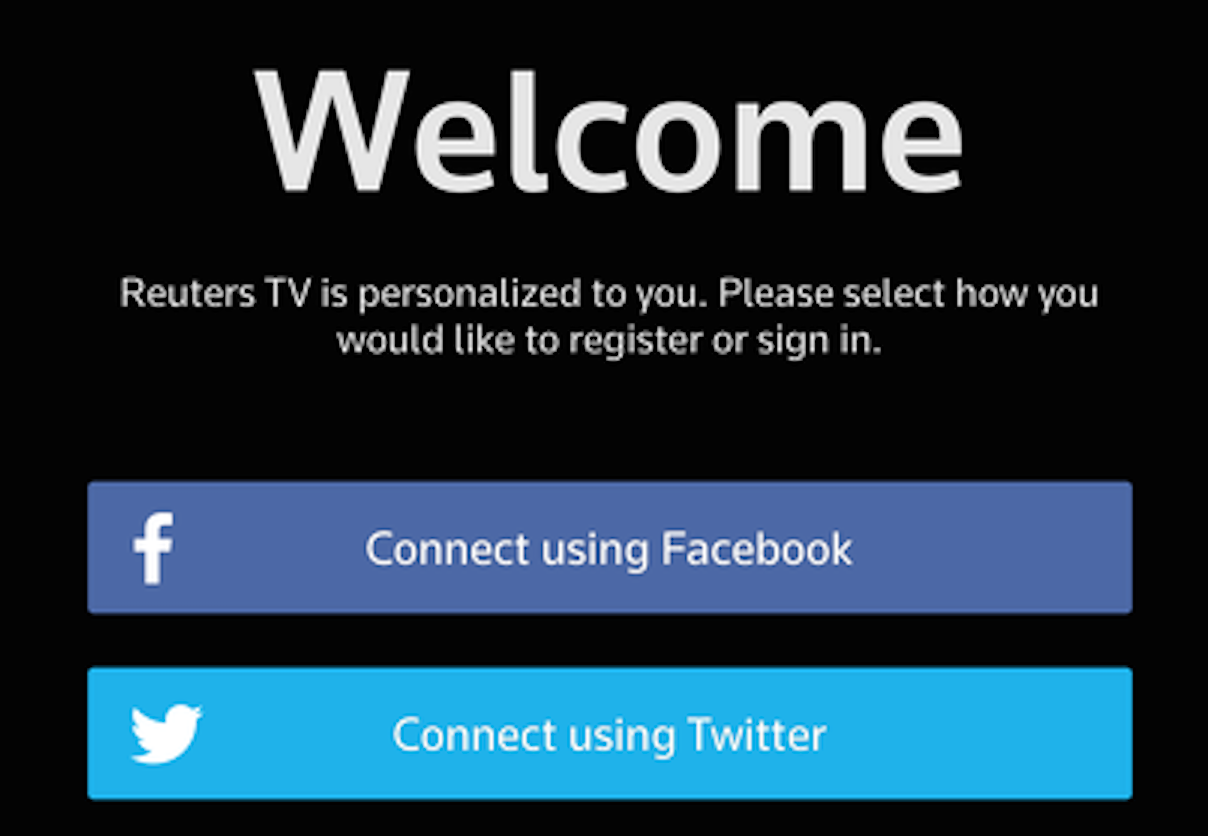 Welcome
Reuters TV is personalized to you. Please select how you
would like to register or sign in.
Connect using Facebook
Connect using Twitter